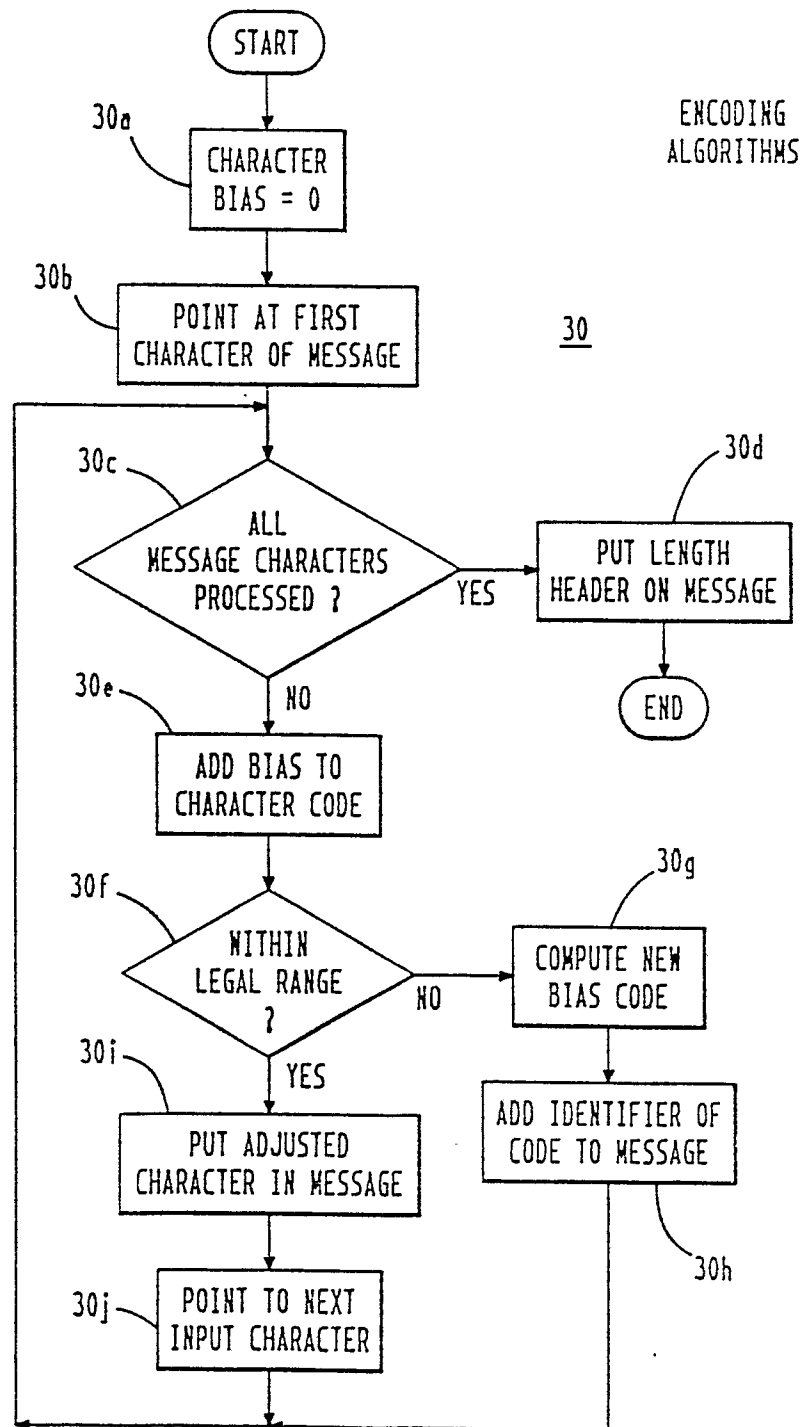 START
ENCODING
ALGORITHMS
30a
CHARACTER
BIAS = 0
30b
POINT AT FIRST
CHARACTER OF MESSAGE
30
30c
30d
ALL
MESSAGE CHARACTERS
PROCESSED ?
YES
PUT LENGTH
HEADER ON MESSAGE
30e
NO
END
ADD BIAS TO
CHARACTER CODE
30f
30g
WITHIN
LEGAL RANGE
?
NO
COMPUTE NEW
BIAS CODE
30i
YES
PUT ADJUSTED
CHARACTER IN MESSAGE
ADD IDENTIFIER OF
CODE TO MESSAGE
30h
30j
POINT TO NEXT
INPUT CHARACTER